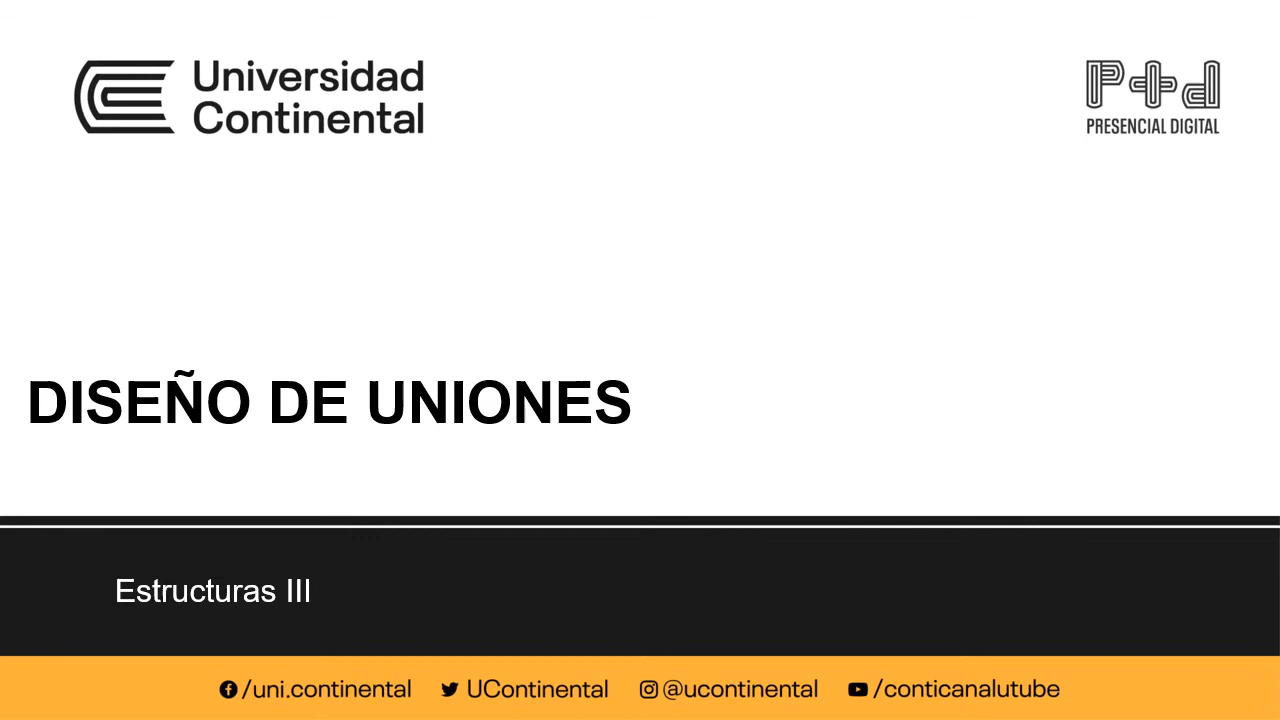 Universidad
Continental
P+d
PRESENCIAL DIGITAL
DISEÑO DE UNIONES
Estructuras III
/uni.continental UContinental @ucontinental /conticanalutube